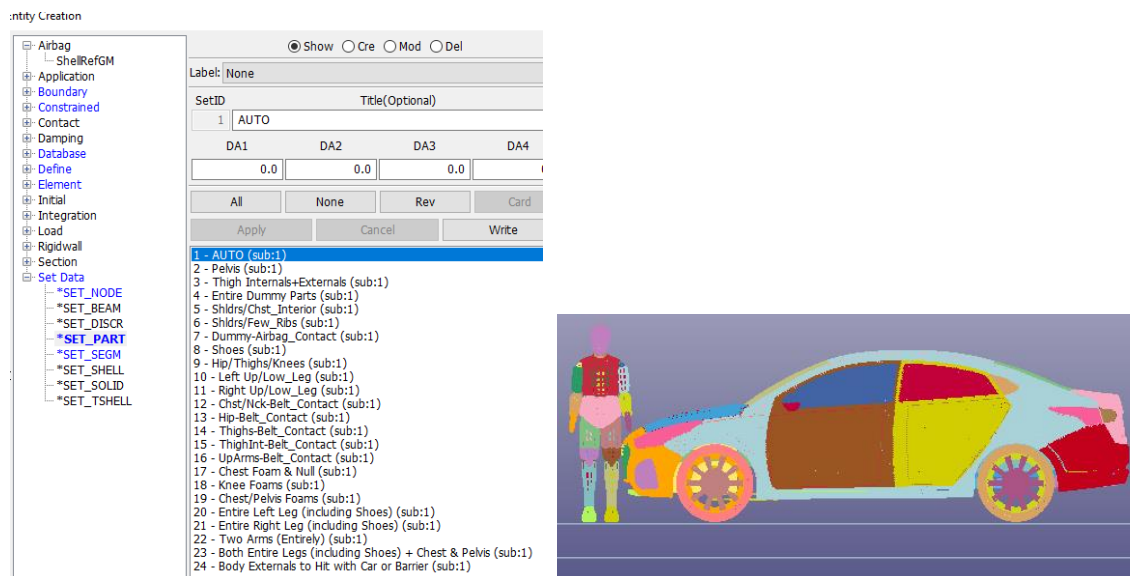 ntity Creation
Airbag
ShellRefGM
Application
Boundary
Constrained
Contact
Damping
Database
Define
Element
Initial
Integration
Load
Rigidwall
Section
Set Data
*SET_NODE
*SET_BEAM
*SET_DISCR
*SET_PART
*SET_SEGM
*SET_SHELL
*SET_SOLID
*SET_TSHELL
Show Cre Mod Del
Label: None
SetID Title(Optional)
1 AUTO
DA1 DA2 DA3 DA4
0.0 0.0 0.0
All None Rev Card
Apply Cancel Write
1 - AUTO (sub:1)
2 - Pelvis (sub:1)
3 - Thigh Internals+Externals (sub:1)
4 - Entire Dummy Parts (sub:1)
5 - Shldrs/Chst_Interior (sub:1)
6 - Shldrs/Few_Ribs (sub:1)
7 - Dummy-Airbag_Contact (sub:1)
8 - Shoes (sub:1)
9 - Hip/Thighs/Knees (sub:1)
10 - Left Up/Low_Leg (sub:1)
11 - Right Up/Low_Leg (sub:1)
12 - Chst/Nck-Belt_Contact (sub:1)
13 - Hip-Belt_Contact (sub:1)
14 - Thighs-Belt_Contact (sub:1)
15 - ThighInt-Belt_Contact (sub:1)
16 - UpArms-Belt_Contact (sub:1)
17 - Chest Foam & Null (sub:1)
18 - Knee Foams (sub:1)
19 - Chest/Pelvis Foams (sub:1)
20 - Entire Left Leg (including Shoes) (sub:1)
21 - Entire Right Leg (including Shoes) (sub:1)
22 - Two Arms (Entirely) (sub:1)
23 - Both Entire Legs (including Shoes) + Chest & Pelvis (sub:1)
24 - Body Externals to Hit with Car or Barrier (sub:1)